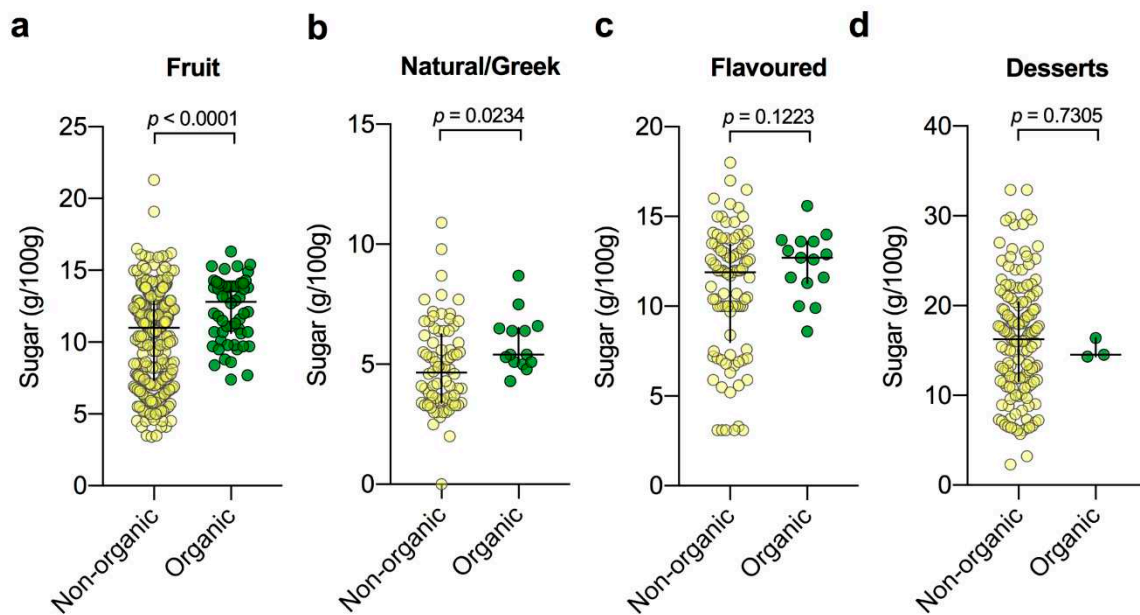 a
Fruit
p < 0.0001
Sugar (g/100g)
25
20
15
10
5
0
Non-organic
Organic
b
Natural/Greek
p = 0.0234
Sugar (g/100g)
15
10
5
0
Non-organic
Organic
c
Flavoured
p = 0.1223
Sugar (g/100g)
20
15
10
5
0
Non-organic
Organic
d
Desserts
p = 0.7305
Sugar (g/100g)
40
30
20
10
0
Non-organic
Organic